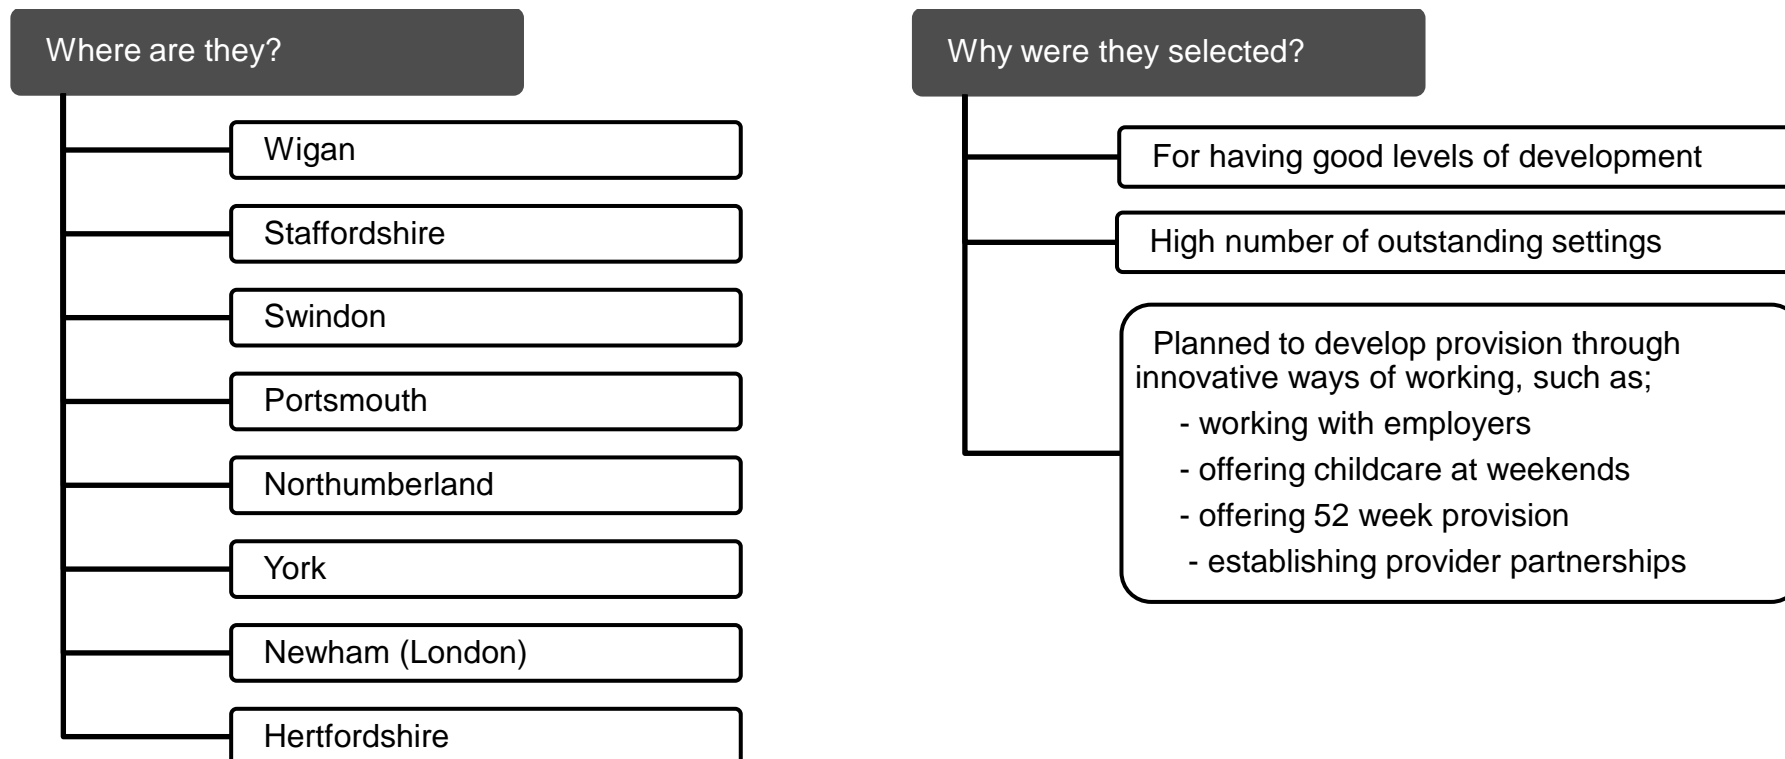 Where are they?
Wigan
Staffordshire
Swindon
Portsmouth
Northumberland
York
Newham (London)
Hertfordshire
Why were they selected?
For having good levels of development
High number of outstanding settings
Planned to develop provision through
innovative ways of working, such as;
- working with employers
- offering childcare at weekends
- offering 52 week provision
- establishing provider partnerships